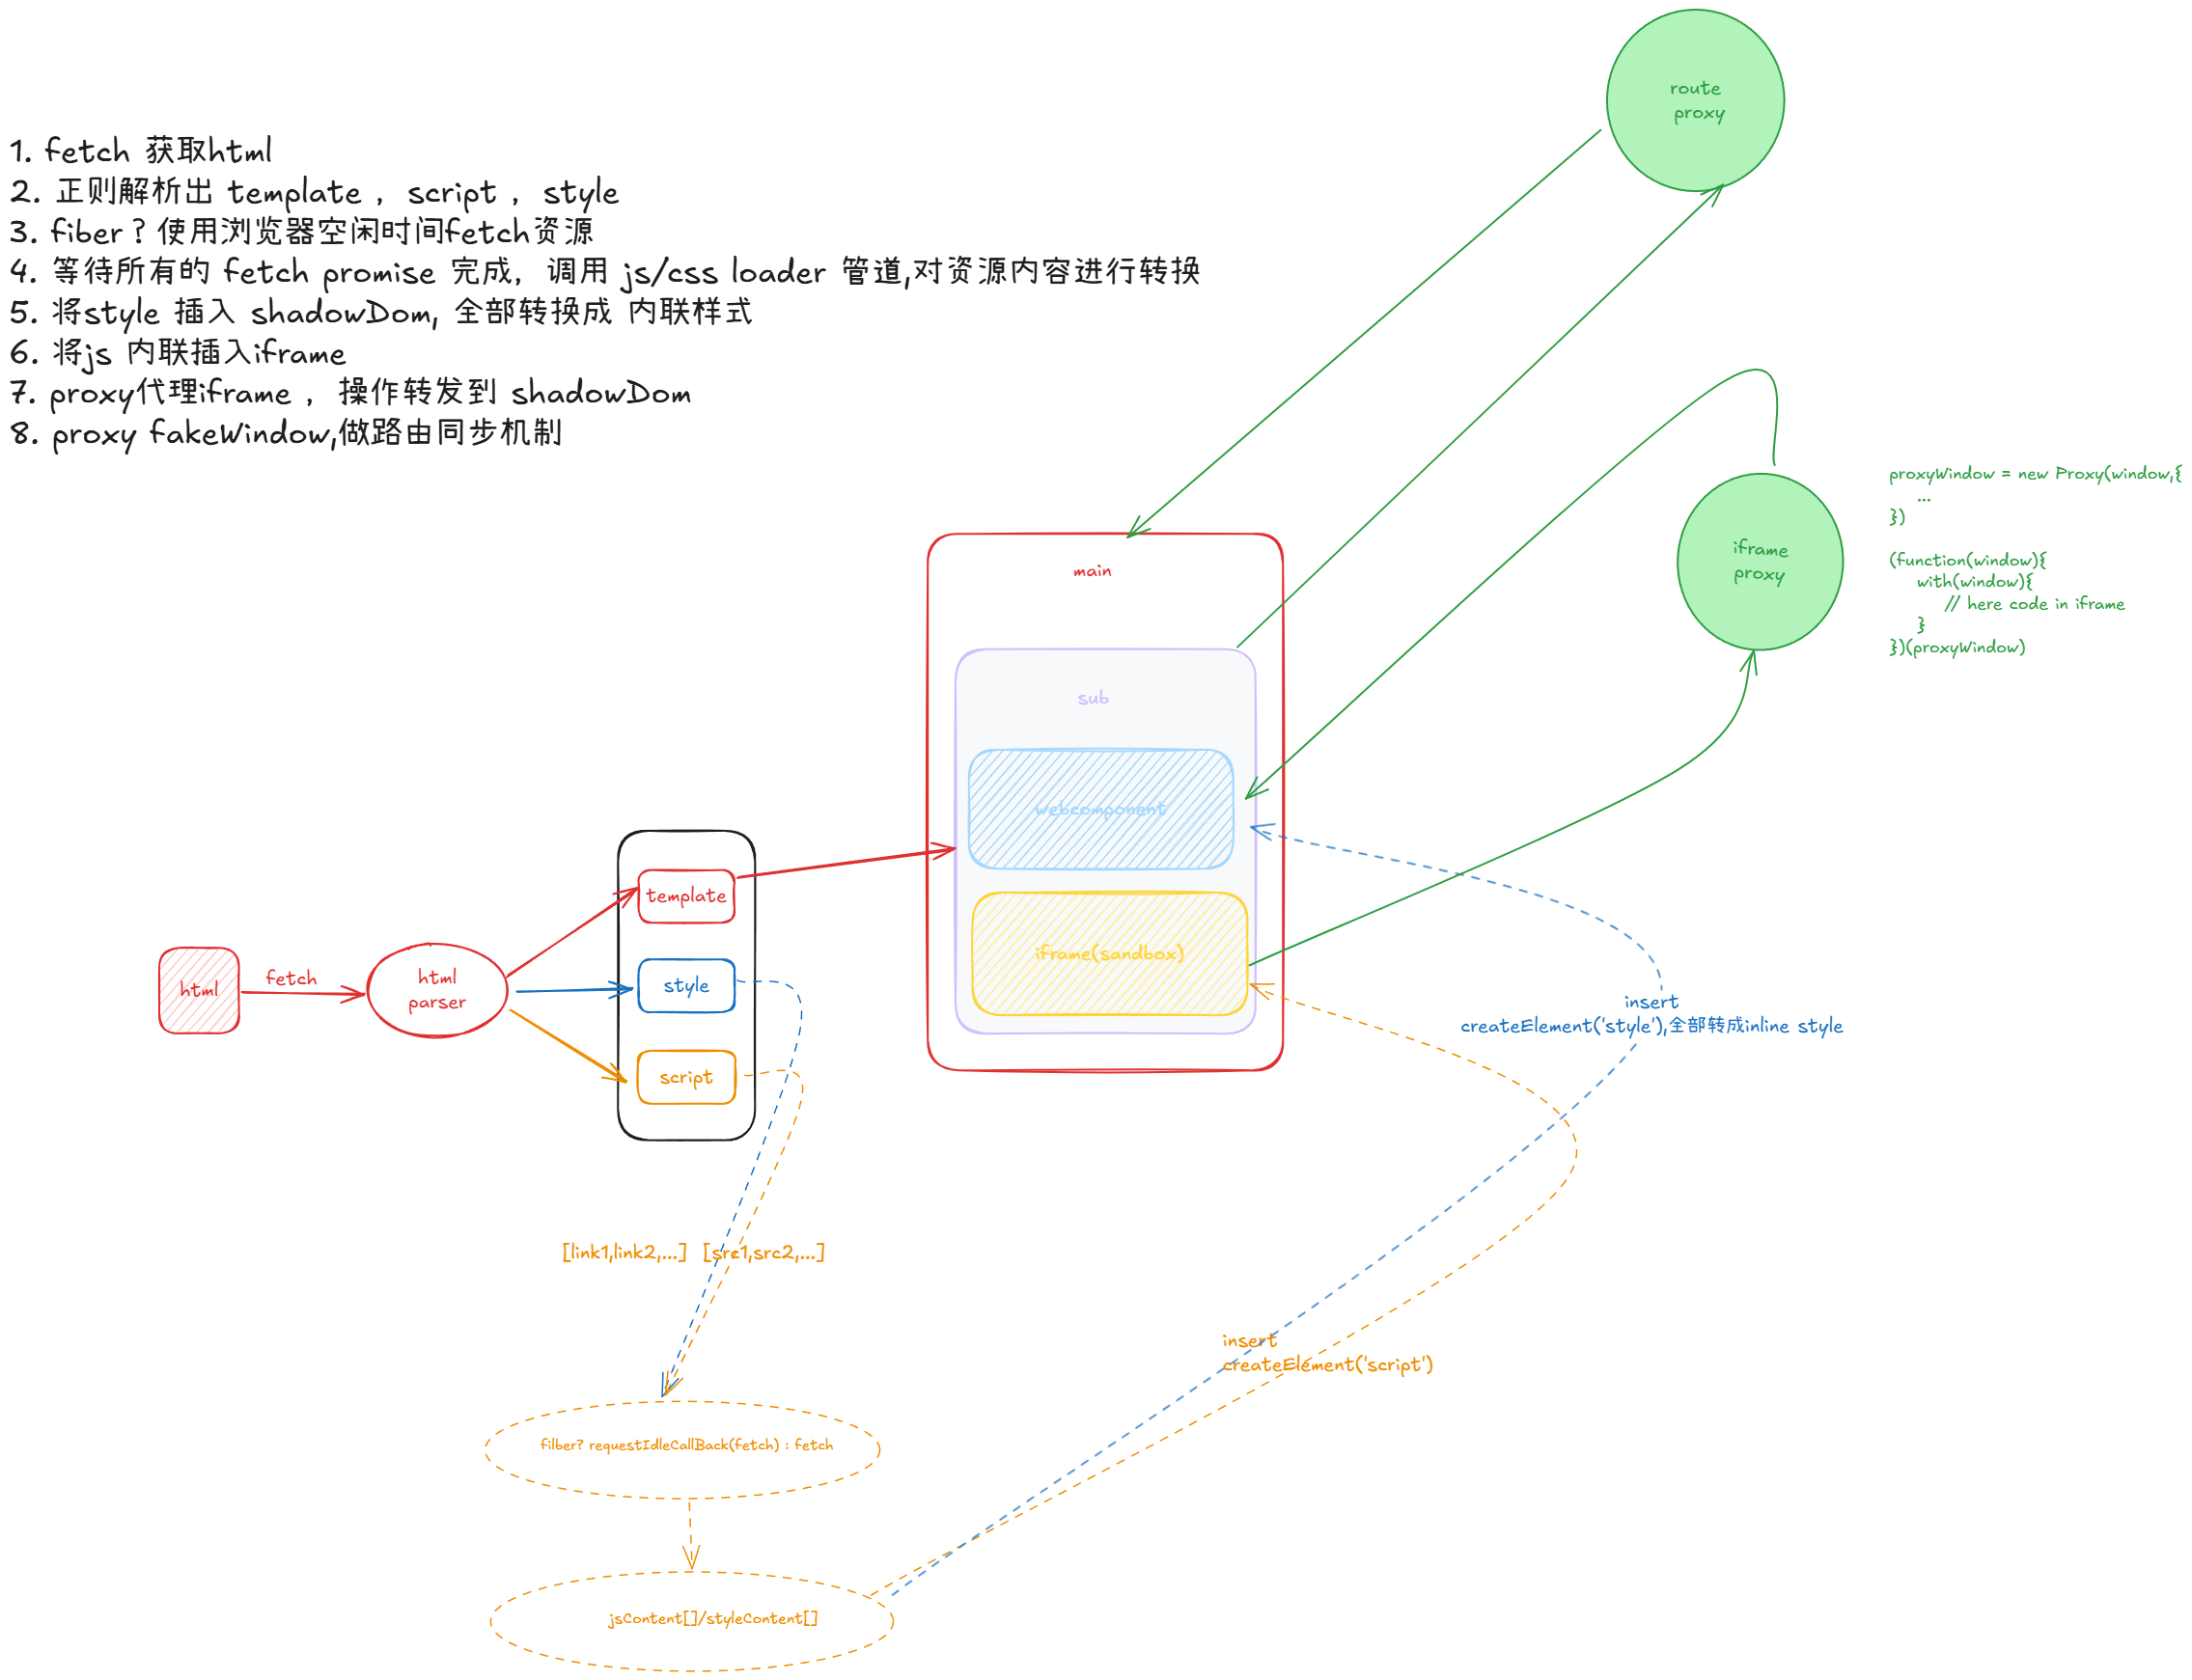 route
proxy
1. fetch 获取html
2. 正则解析出 template ，script ，style
3. fiber？使用浏览器空闲时间fetch资源
4. 等待所有的 fetch promise 完成，调用 js/css loader 管道,对资源内容进行转换
5. 将style 插入 shadowDom, 全部转换成 内联样式
6. 将js 内联插入iframe
7. proxy代理iframe ，操作转发到 shadowDom
8. proxy fakeWindow,做路由同步机制
proxyWindow = new Proxy(window,{
...
})
(function(window){
with(window){
// here code in iframe
}
})(proxyWindow)
iframe
proxy
main
sub
webcomponent
iframe(sandbox)
template
style
script
html
fetch
html
parser
insert
createElement('style'),全部转成inline style
[link1,link2,...] [src1,src2,...]
insert
createElement('script')
filber? requestIdleCallBack(fetch) : fetch
jsContent[]/styleContent[]